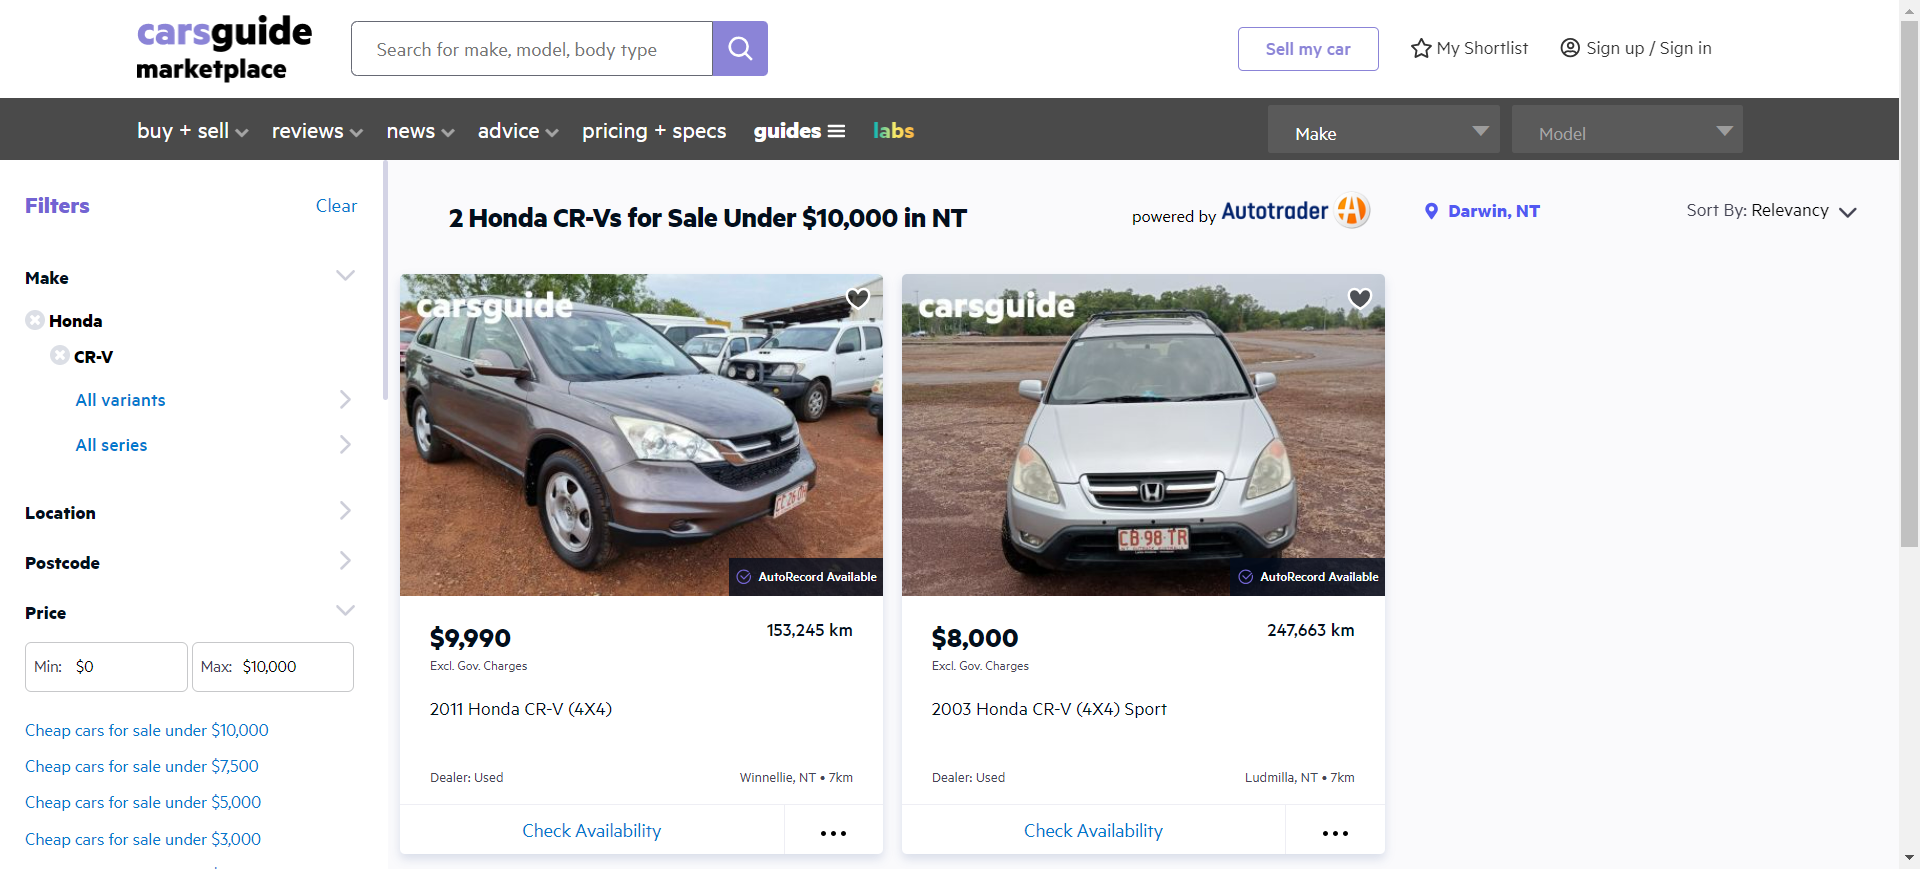 carsguide
marketplace
Search for make, model, body type
Sell my car
My Shortlist
Sign up / Sign in
buy + sell
reviews
news
advice
pricing + specs
guides
labs
Make
Model
Filters
Clear
Make
Honda
CR-V
All variants
All series
Location
Postcode
Price
Min: $0
Max: $10,000
Cheap cars for sale under $10,000
Cheap cars for sale under $7,500
Cheap cars for sale under $5,000
Cheap cars for sale under $3,000
2 Honda CR-Vs for Sale Under $10,000 in NT
powered by Autotrader
Darwin, NT
Sort By: Relevancy
carsguide
AutoRecord Available
$9,990
153,245 km
Excl. Gov. Charges
2011 Honda CR-V (4X4)
Dealer: Used
Winnellie, NT • 7km
Check Availability
carsguide
CB·98·TR
AutoRecord Available
$8,000
247,663 km
Excl. Gov. Charges
2003 Honda CR-V (4X4) Sport
Dealer: Used
Ludmilla, NT • 7km
Check Availability